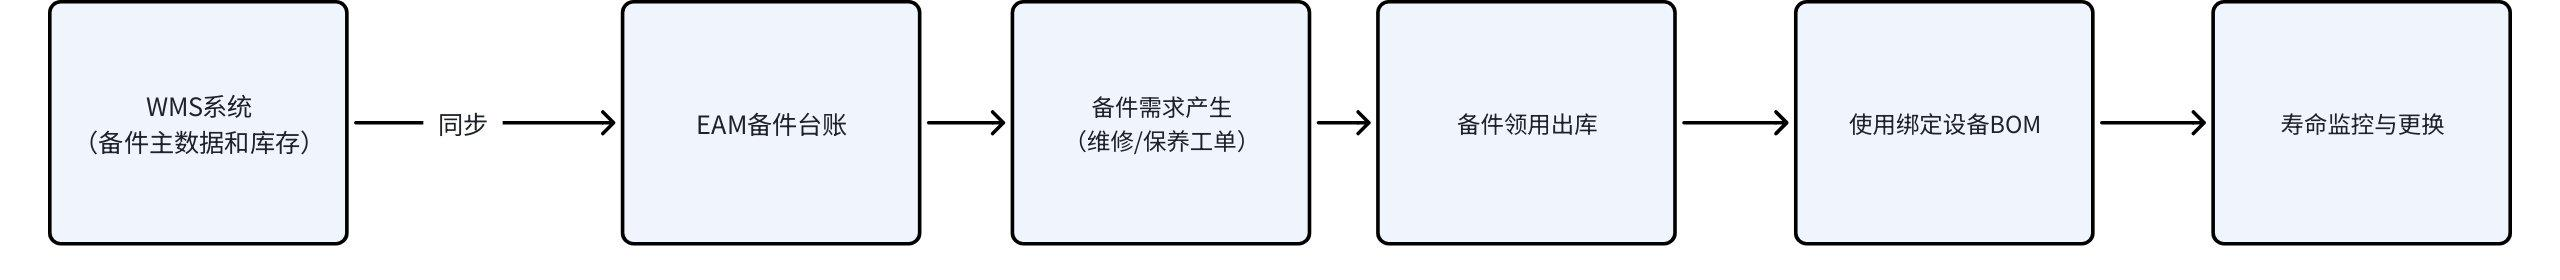 WMS系统
（备件主数据和库存）
同步
EAM备件台账
备件需求产生
（维修/保养工单）
备件领用出库
使用绑定设备BOM
寿命监控与更换